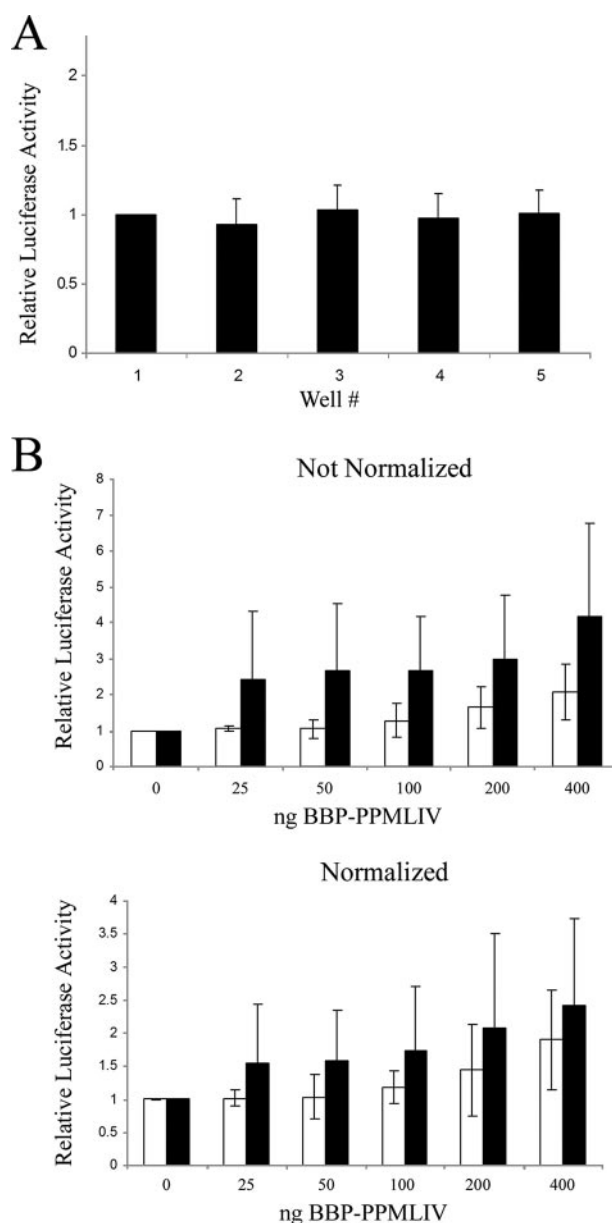 A
Relative Luciferase Activity
2
1.5
1
0.5
0
1 2 3 4 5
Well #
B
Not Normalized
Relative Luciferase Activity
8
7
6
5
4
3
2
1
0
0 25 50 100 200 400
ng BBP-PPMLIV
Normalized
Relative Luciferase Activity
4
3.5
3
2.5
2
1.5
1
0.5
0
0 25 50 100 200 400
ng BBP-PPMLIV